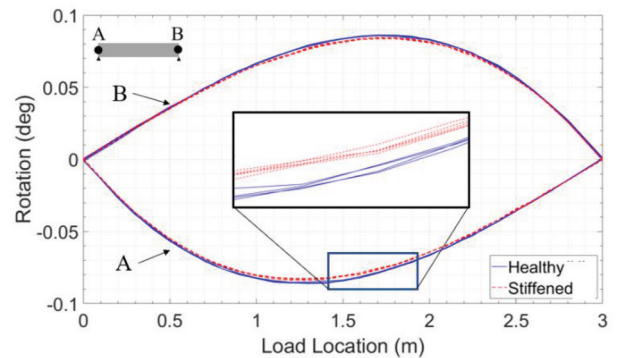 0.1
A B
0.05
B
0
Rotation (deg)
-0.05
A
-0.1
Healthy
Stiffened
0 0.5 1 1.5 2 2.5 3
Load Location (m)